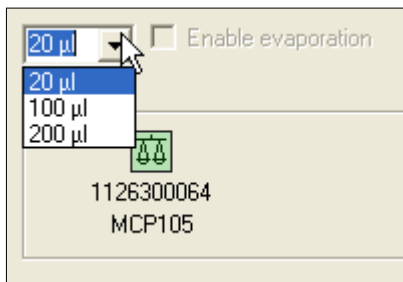 20 µl Enable evaporation
20 µl
100 µl
200 µl
1126300064
MCP105